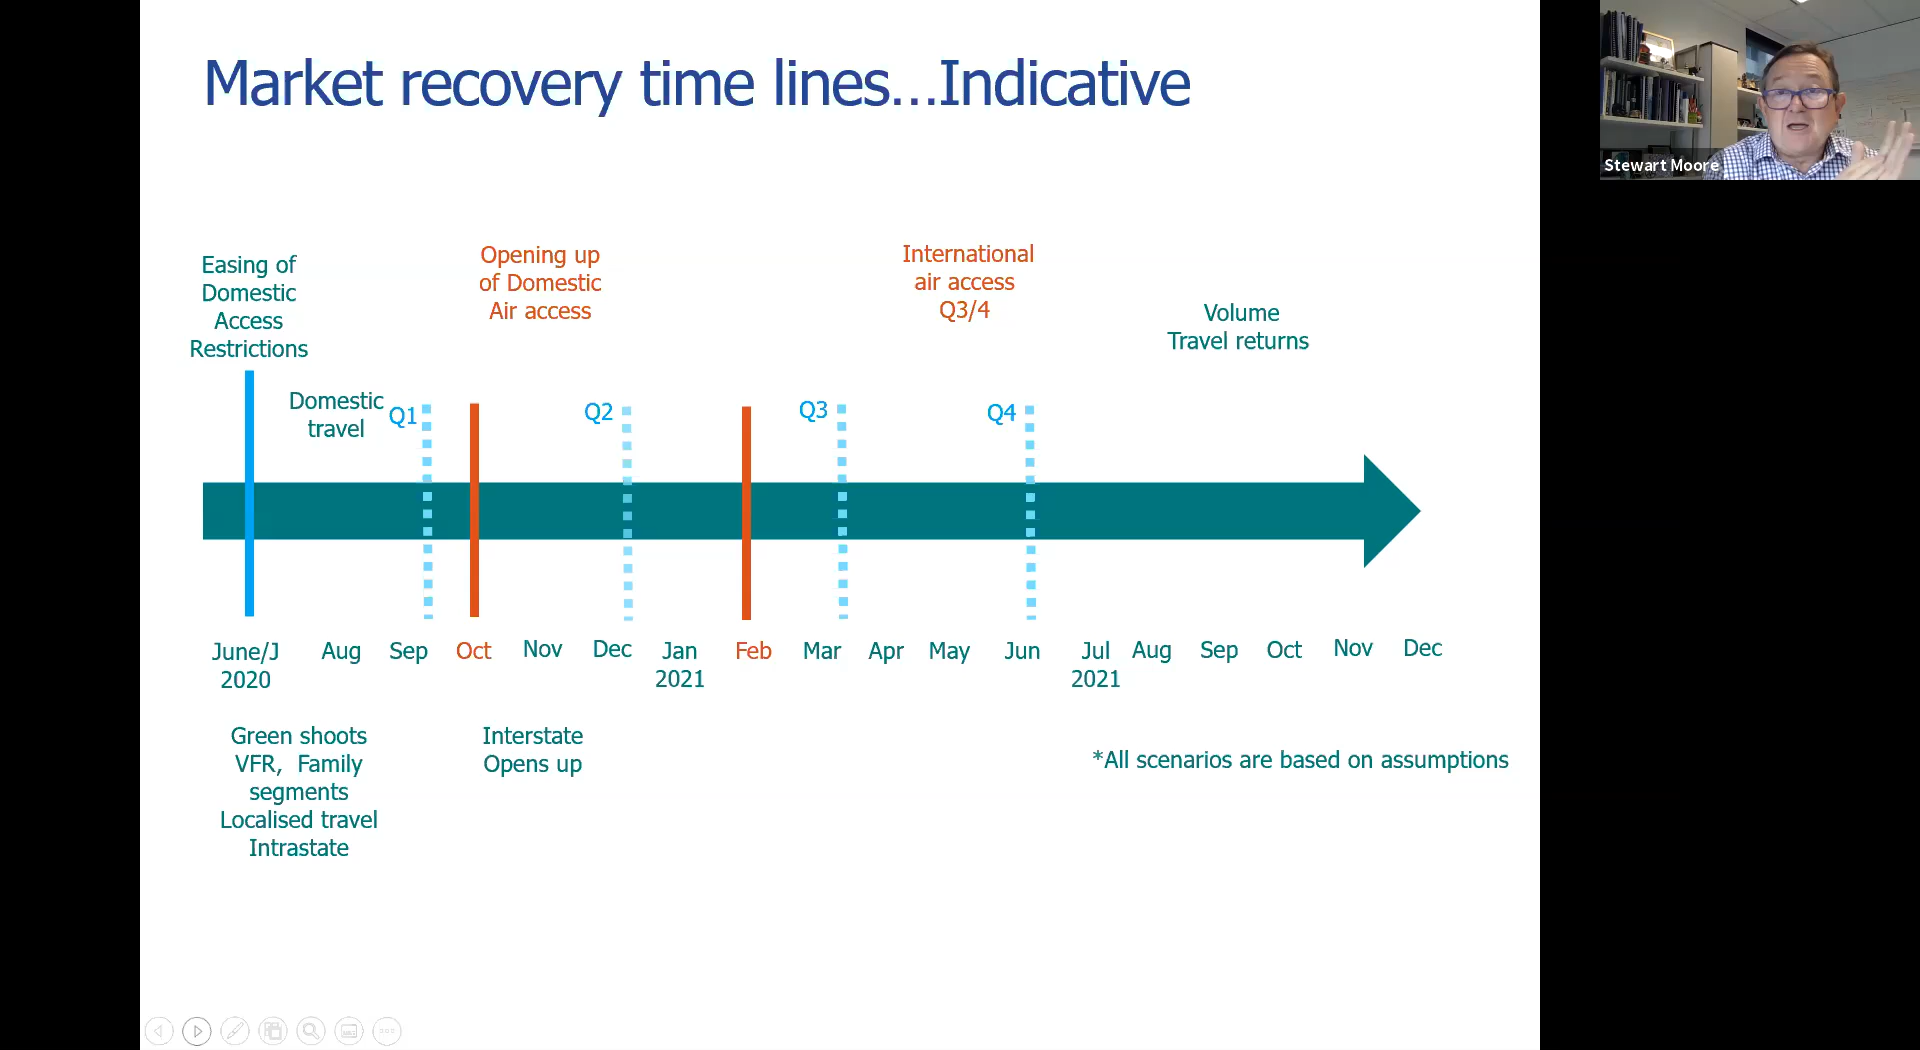 Market recovery time lines...Indicative
Stewart Moore
Easing of
Domestic
Access
Restrictions
Opening up
of Domestic
Air access
International
air access
Q3/4
Volume
Travel returns
Domestic
travel
Q1
Q2
Q3
Q4
June/J
2020
Aug
Sep
Oct
Nov
Dec
Jan
2021
Feb
Mar
Apr
May
Jun
Jul
2021
Aug
Sep
Oct
Nov
Dec
Green shoots
VFR, Family
segments
Localised travel
Intrastate
Interstate
Opens up
*All scenarios are based on assumptions